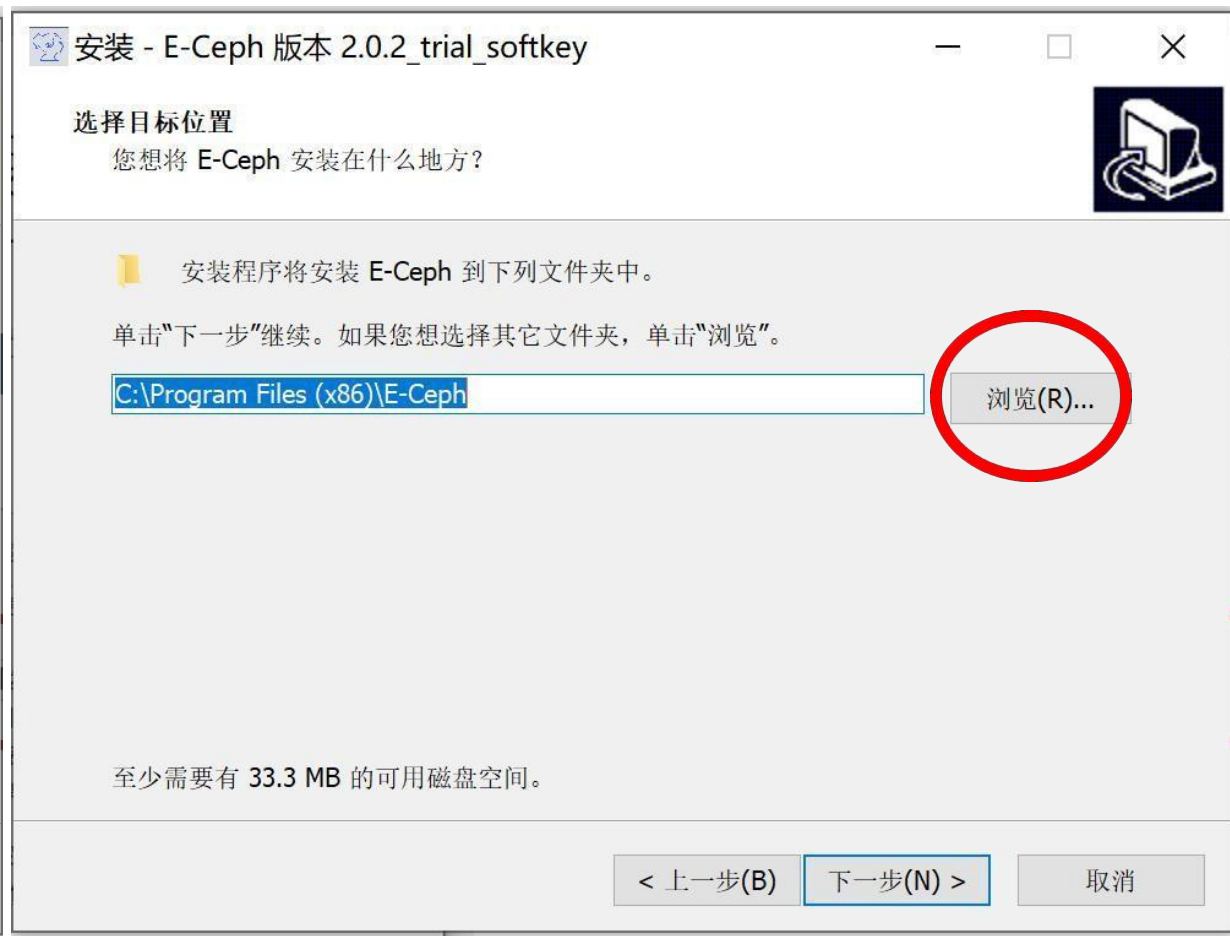 安装 - E-Ceph 版本 2.0.2_trial_softkey
选择目标位置
您想将 E-Ceph 安装在什么地方？
安装程序将安装 E-Ceph 到下列文件夹中。
单击“下一步”继续。如果您想选择其它文件夹，单击“浏览”。
C:\Program Files (x86)\E-Ceph
浏览(R)...
至少需要有 33.3 MB 的可用磁盘空间。
< 上一步(B)
下一步(N) >
取消